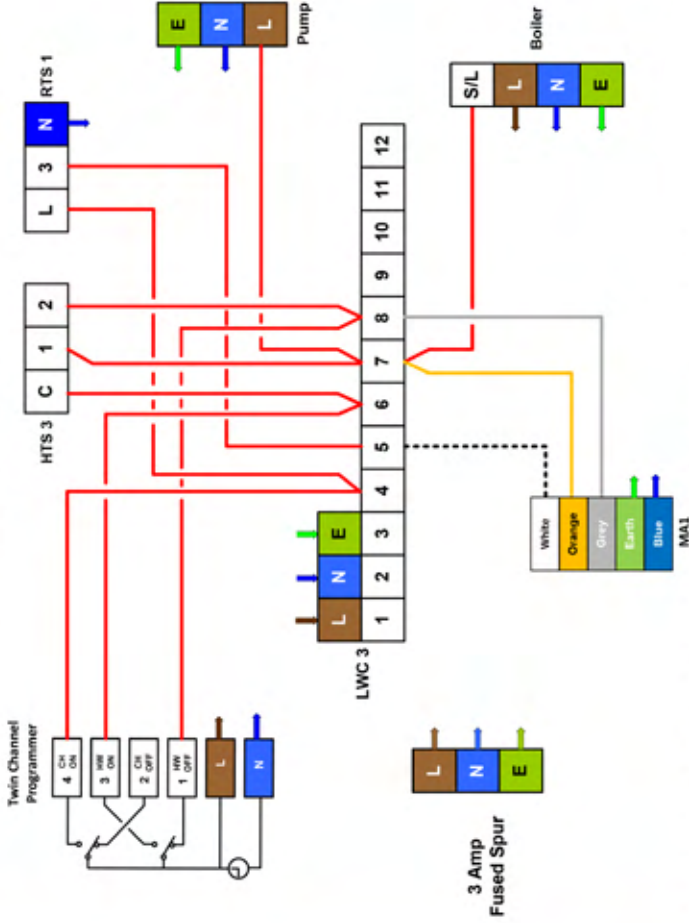 Twin Channel
Programmer
4 CH ON
3 HW ON
2 CH OFF
1 HW OFF
L
N
HTS 3
C 1 2
RTS 1
L 3 N
Pump
E
N
L
LWC 3
L N E
1 2 3 4 5 6 7 8 9 10 11 12
3 Amp
Fused Spur
L
N
E
White
Orange
Grey
Earth
Blue
MA1
Boiler
S/L
L
N
E